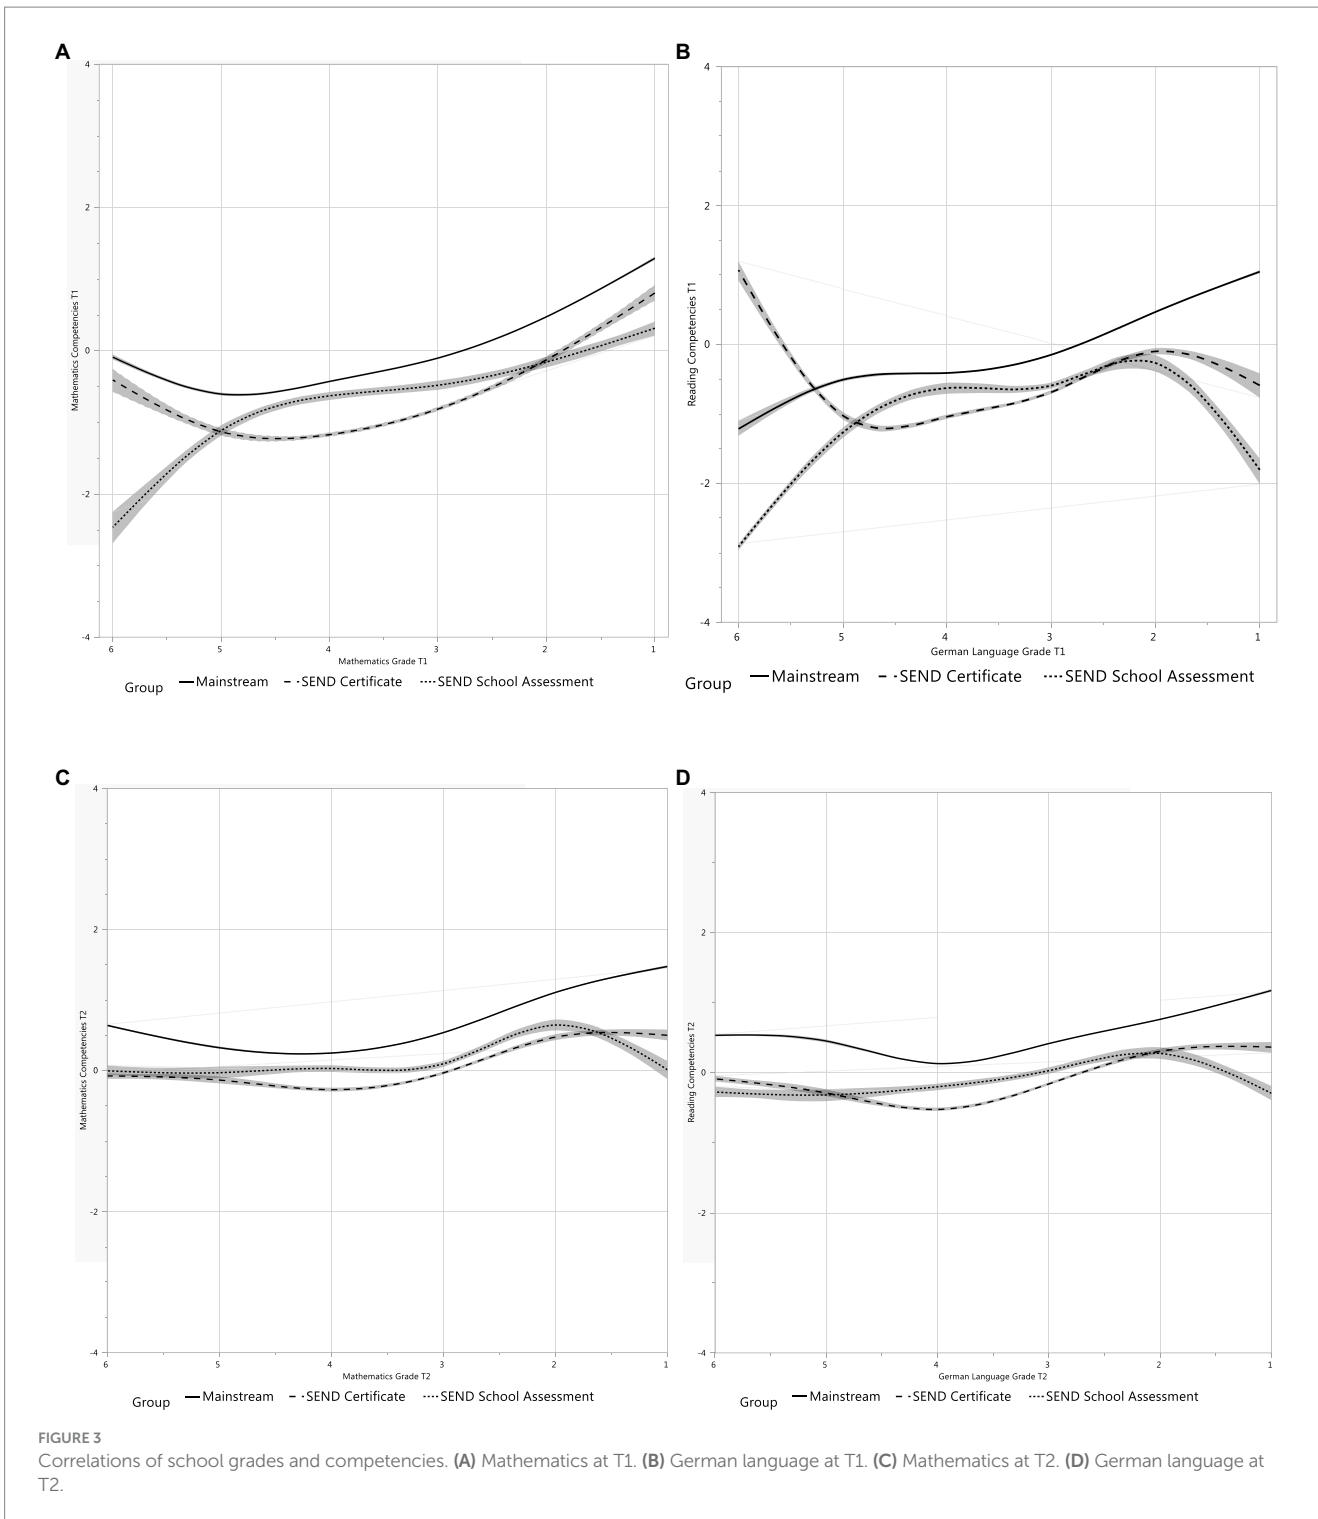 A
4
2
0
-2
-4
Mathematics Competencies T1
6 5 4 3 2 1
Mathematics Grade T1
Group Mainstream SEND Certificate SEND School Assessment
B
4
2
0
-2
-4
Reading Competencies T1
6 5 4 3 2 1
German Language Grade T1
Group Mainstream SEND Certificate SEND School Assessment
C
4
2
0
-2
-4
Mathematics Competencies T2
6 5 4 3 2 1
Mathematics Grade T2
Group Mainstream SEND Certificate SEND School Assessment
D
4
2
0
-2
-4
Reading Competencies T2
6 5 4 3 2 1
German Language Grade T2
Group Mainstream SEND Certificate SEND School Assessment
FIGURE 3
Correlations of school grades and competencies. (A) Mathematics at T1. (B) German language at T1. (C) Mathematics at T2. (D) German language at
T2.